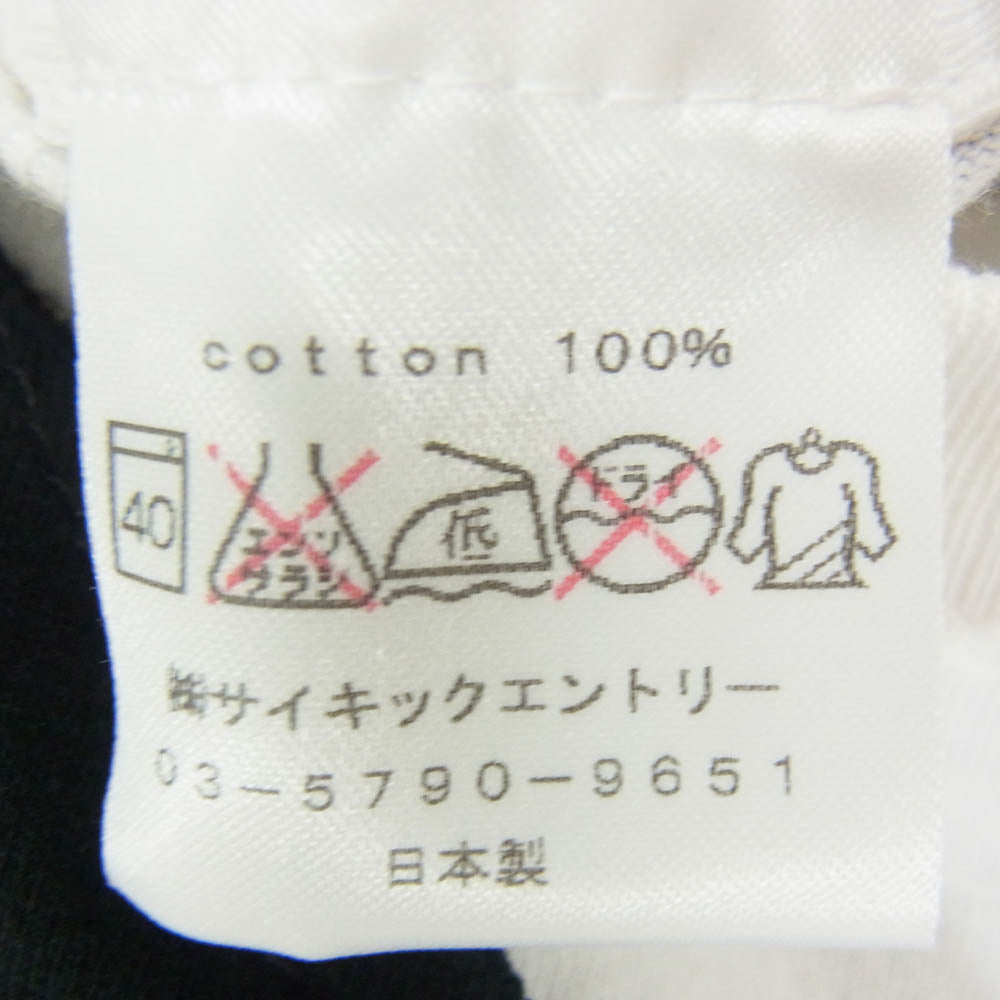 cotton 100%
40 エンソ 低 ドライ
サラシ
㈱サイキックエントリー
03-5790-9651
日本製